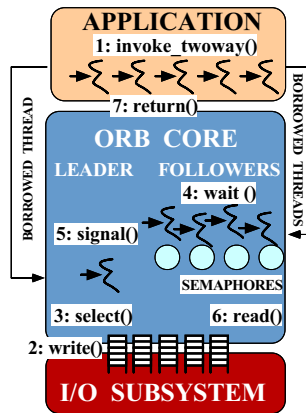 APPLICATION
1: invoke_twoway()
7: return()
BORROWED THREAD
BORROWED THREADS
ORB CORE
LEADER FOLLOWERS
4: wait ()
5: signal()
SEMAPHORES
3: select() 6: read()
2: write()
I/O SUBSYSTEM